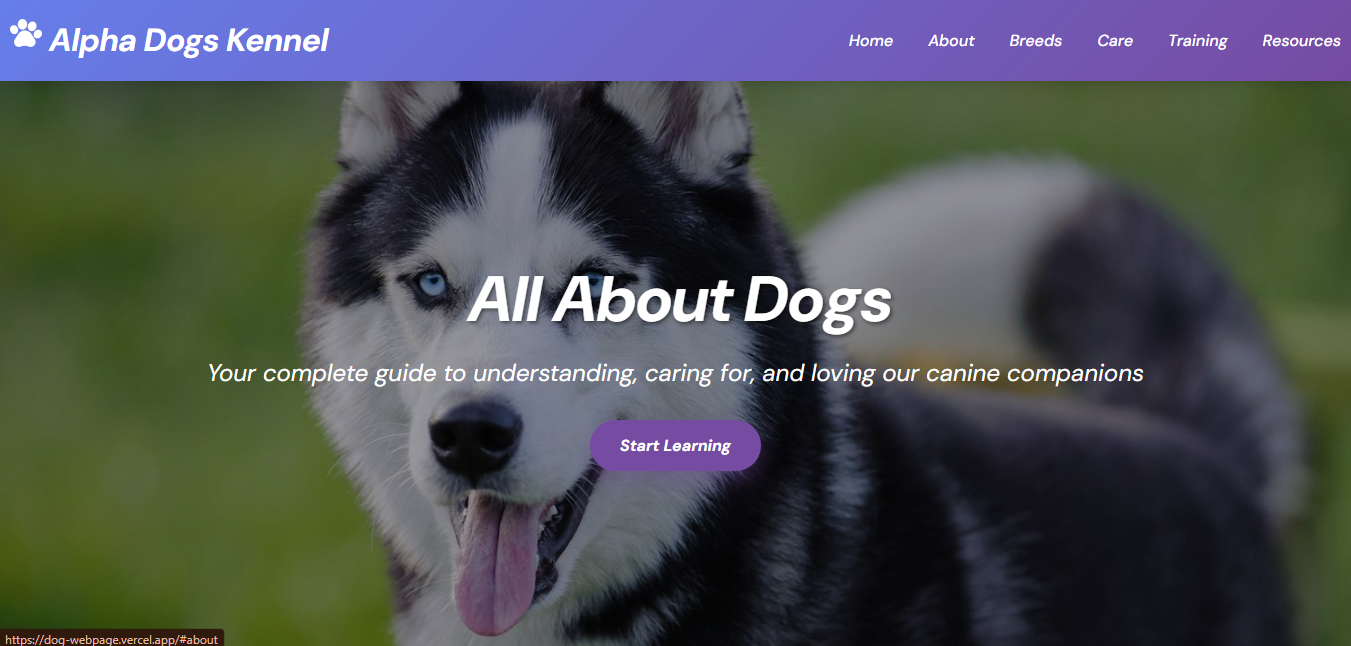 Alpha Dogs Kennel
Home About Breeds Care Training Resources
All About Dogs
Your complete guide to understanding, caring for, and loving our canine companions
Start Learning
https://dog-webpage.vercel.app/#about